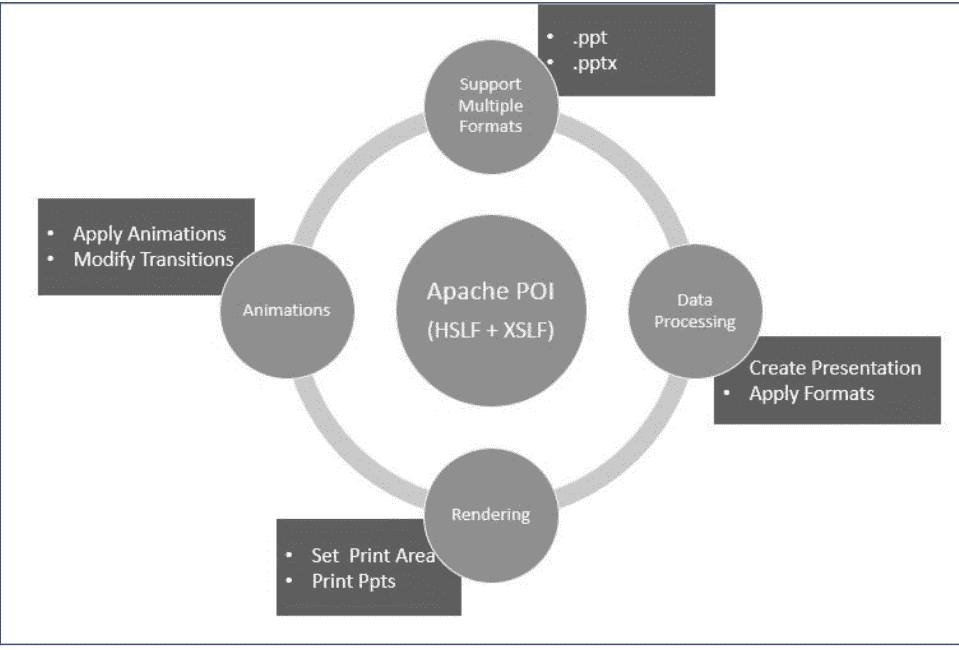 • .ppt
• .pptx
Support
Multiple
Formats
• Apply Animations
• Modify Transitions
Animations
Apache POI
(HSLF + XSLF)
Data
Processing
Create Presentation
• Apply Formats
Rendering
• Set Print Area
• Print Ppts